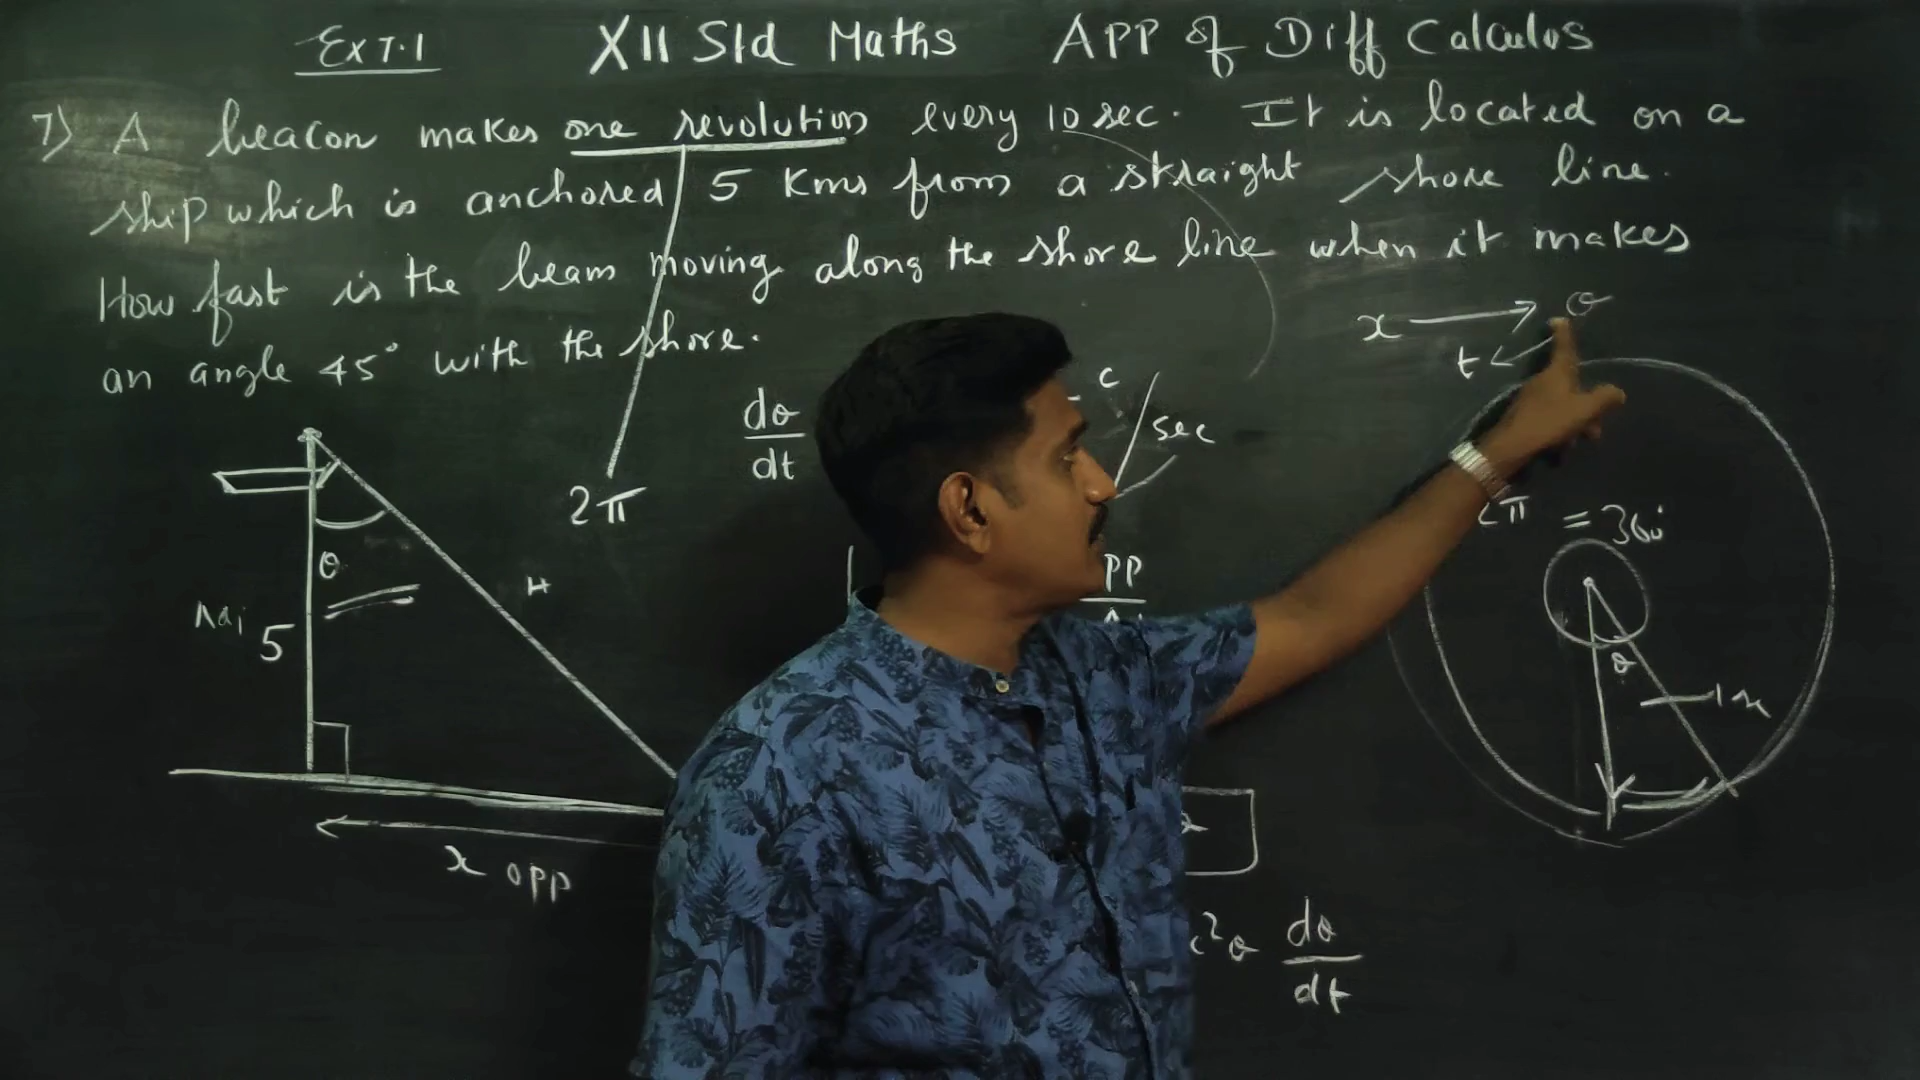 Ex 7.1 XII Std Maths APP of Diff Calculus
7) A beacon makes one revolution every 10 sec. It is located on a
ship which is anchored 5 Kms from a straight shore line.
How fast is the beam moving along the shore line when it makes
an angle 45° with the shore.
x → θ
t
dθ
dt
c / sec
2π
2π = 360°
θ
H
5
PP
θ
x opp
c²θ dθ
dt